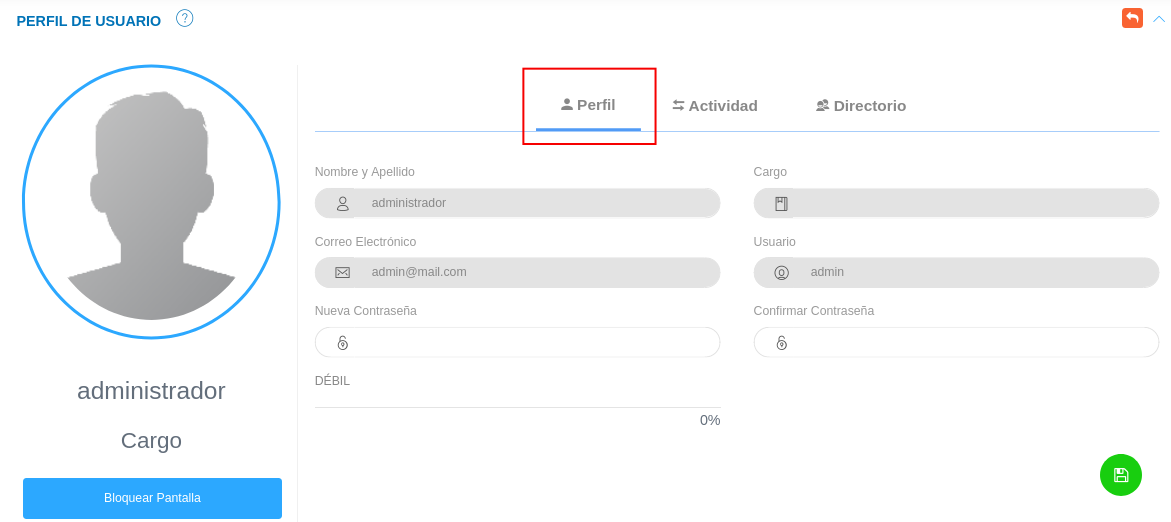 PERFIL DE USUARIO ?
Perfil Actividad Directorio
Nombre y Apellido Cargo
administrador
Correo Electrónico Usuario
admin@mail.com admin
Nueva Contraseña Confirmar Contraseña
DÉBIL
0%
administrador
Cargo
Bloquear Pantalla